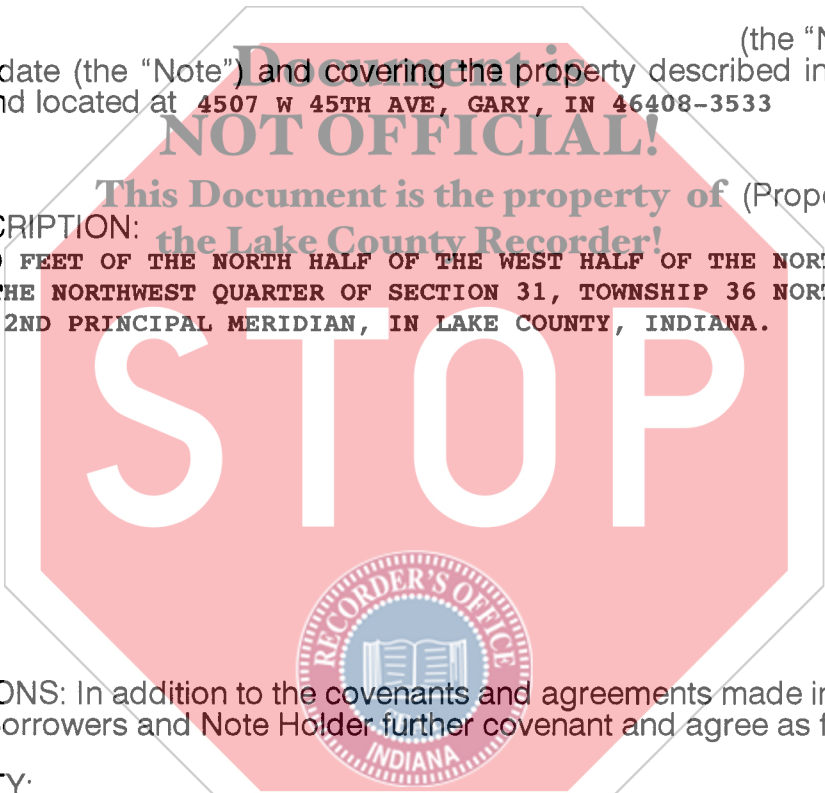 (the “N
date (the “Note”) and covering the property described in
nd located at 4507 W 45TH AVE, GARY, IN 46408-3533
Document is
NOT OFFICIAL!
This Document is the property of
the Lake County Recorder!
(Prope
CRIPTION:
FEET OF THE NORTH HALF OF THE WEST HALF OF THE NORT
THE NORTHWEST QUARTER OF SECTION 31, TOWNSHIP 36 NORT
2ND PRINCIPAL MERIDIAN, IN LAKE COUNTY, INDIANA.
STOP
RECORDER'S OFFICE
INDIANA
ONS: In addition to the covenants and agreements made in
orrowers and Note Holder further covenant and agree as f
TY: